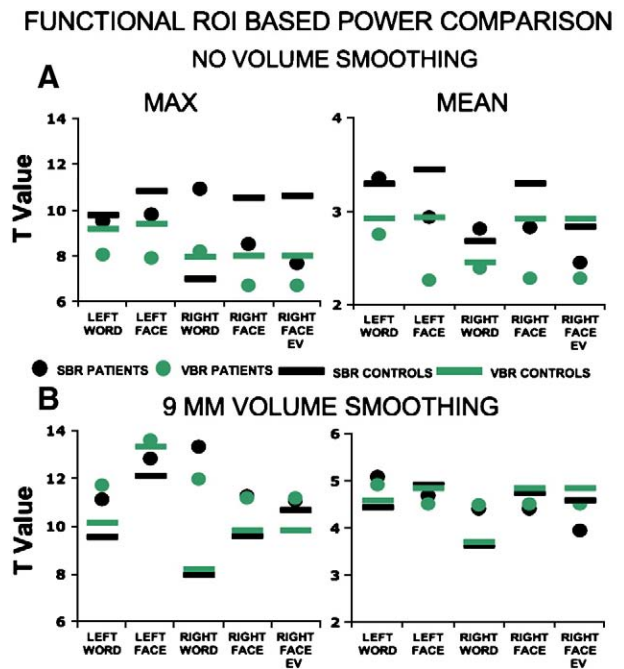 FUNCTIONAL ROI BASED POWER COMPARISON
NO VOLUME SMOOTHING
A
MAX
MEAN
T Value
14
12
10
8
6
4
3
2
LEFT WORD
LEFT FACE
RIGHT WORD
RIGHT FACE
RIGHT FACE EV
LEFT WORD
LEFT FACE
RIGHT WORD
RIGHT FACE
RIGHT FACE EV
SBR PATIENTS VBR PATIENTS SBR CONTROLS VBR CONTROLS
B
9 MM VOLUME SMOOTHING
T Value
14
12
10
8
6
6
5
4
3
2
LEFT WORD
LEFT FACE
RIGHT WORD
RIGHT FACE
RIGHT FACE EV
LEFT WORD
LEFT FACE
RIGHT WORD
RIGHT FACE
RIGHT FACE EV